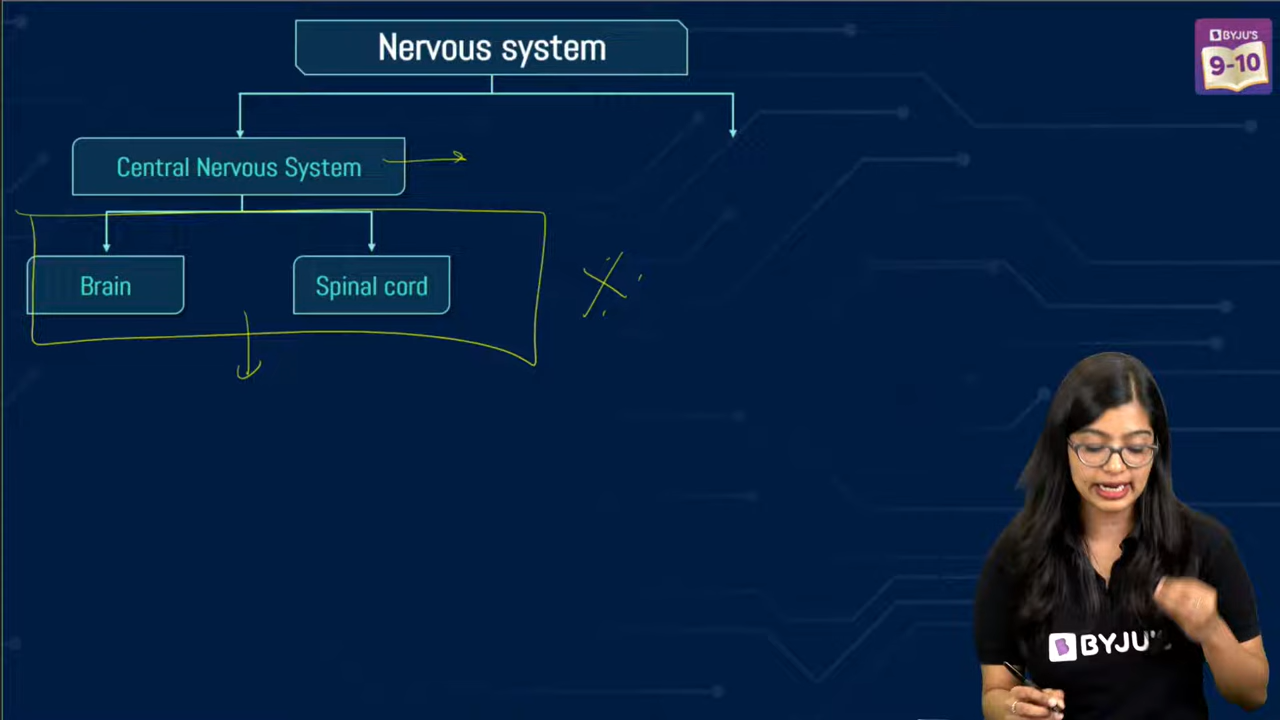 Nervous system
BYJU'S
9-10
Central Nervous System
Brain
Spinal cord
BYJU'S